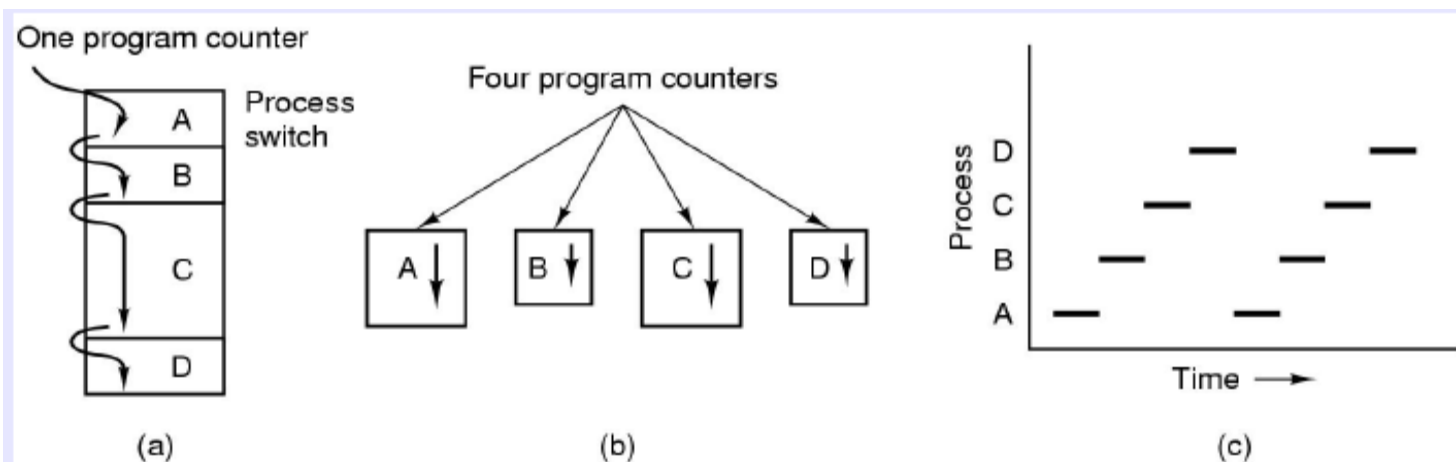 One program counter
Process
switch
A
B
C
D
(a)
Four program counters
A
B
C
D
(b)
Process
D
C
B
A
Time
(c)